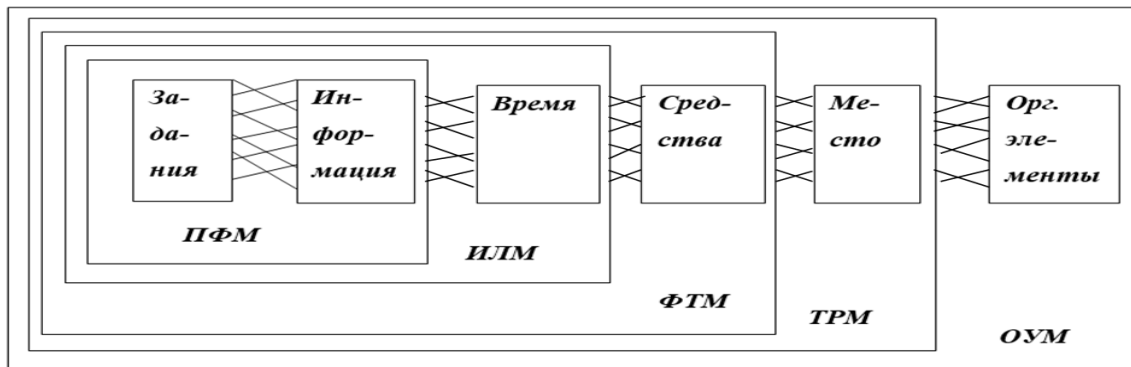 За-
да-
ния
Ин-
фор-
мация
Время
Сред-
ства
Ме-
сто
Орг.
эле-
менты
ПФМ
ИЛМ
ФТМ
ТРМ
ОУМ